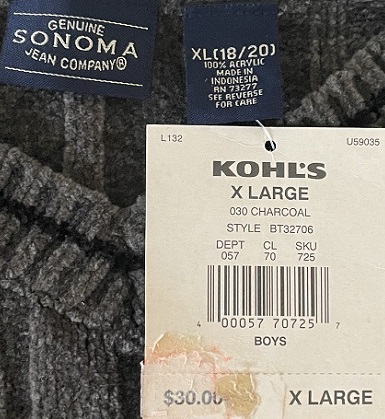 GENUINE
SONOMA
JEAN COMPANY®
XL(18/20)
100% ACRYLIC
MADE IN
INDONESIA
RN 73277
SEE REVERSE
FOR CARE
L132 U59035
KOHL'S
X LARGE
030 CHARCOAL
STYLE BT32706
DEPT CL SKU
057 70 725
4 00057 70725 7
BOYS
$30.00 X LARGE